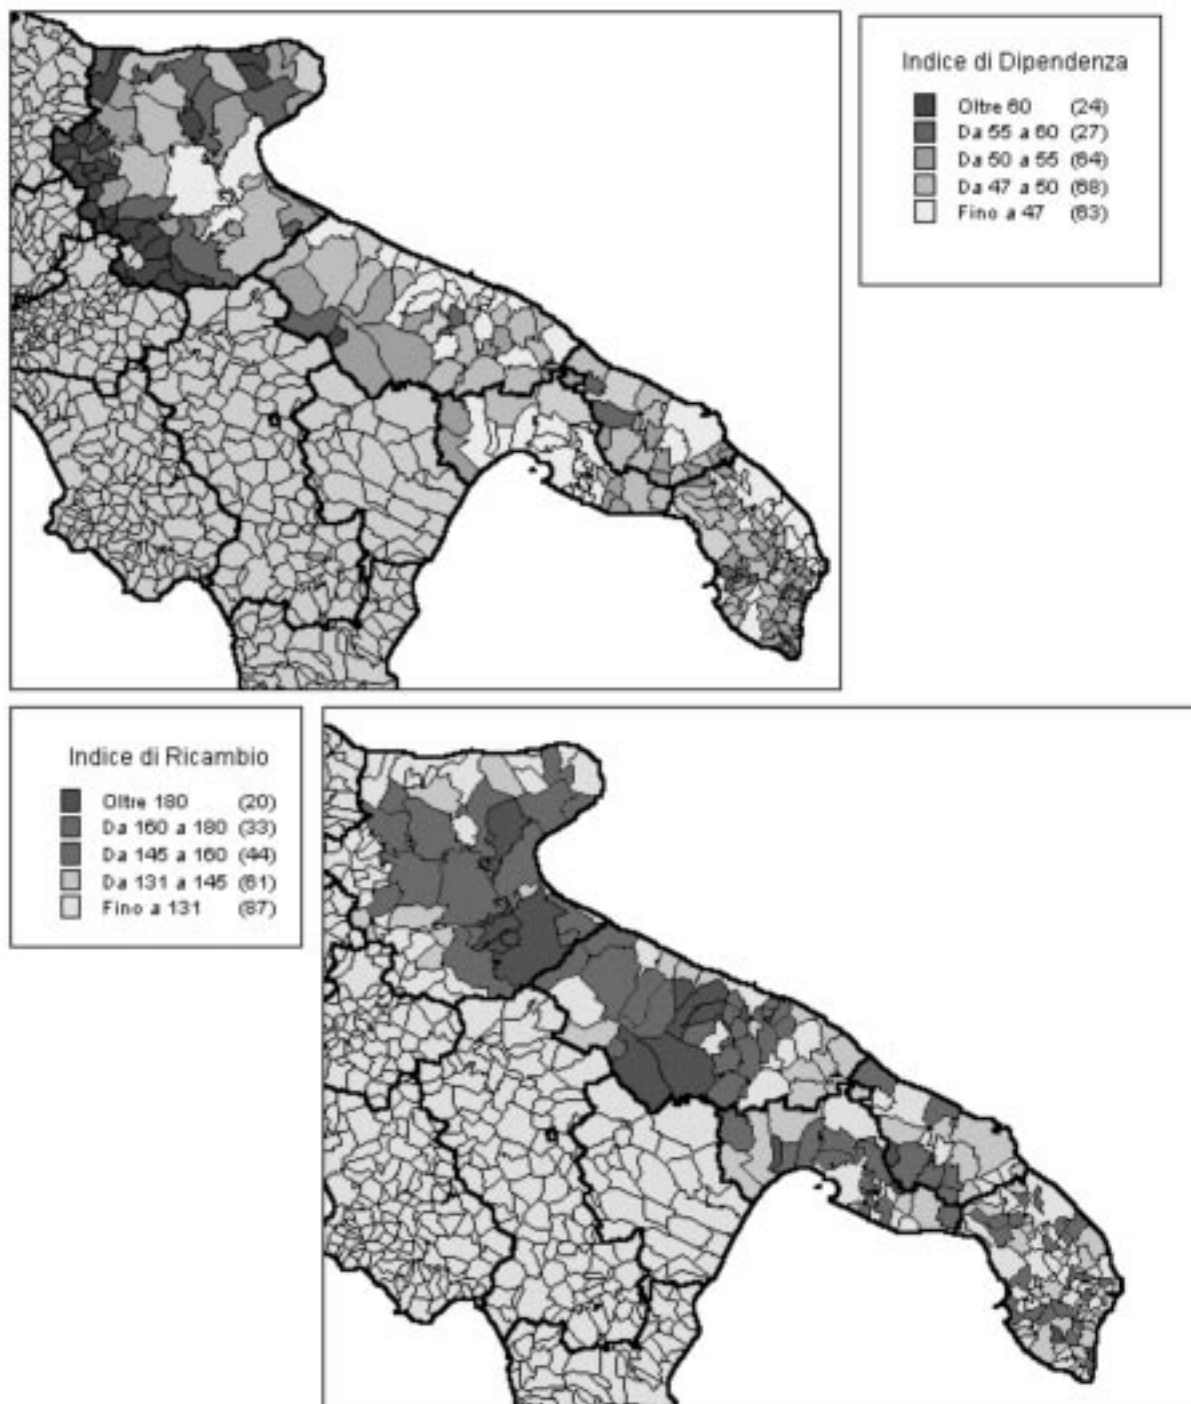 Indice di Dipendenza
Oltre 60 (24)
Da 55 a 60 (27)
Da 50 a 55 (64)
Da 47 a 50 (68)
Fino a 47 (63)
Indice di Ricambio
Oltre 180 (20)
Da 160 a 180 (33)
Da 145 a 160 (44)
Da 131 a 145 (61)
Fino a 131 (87)